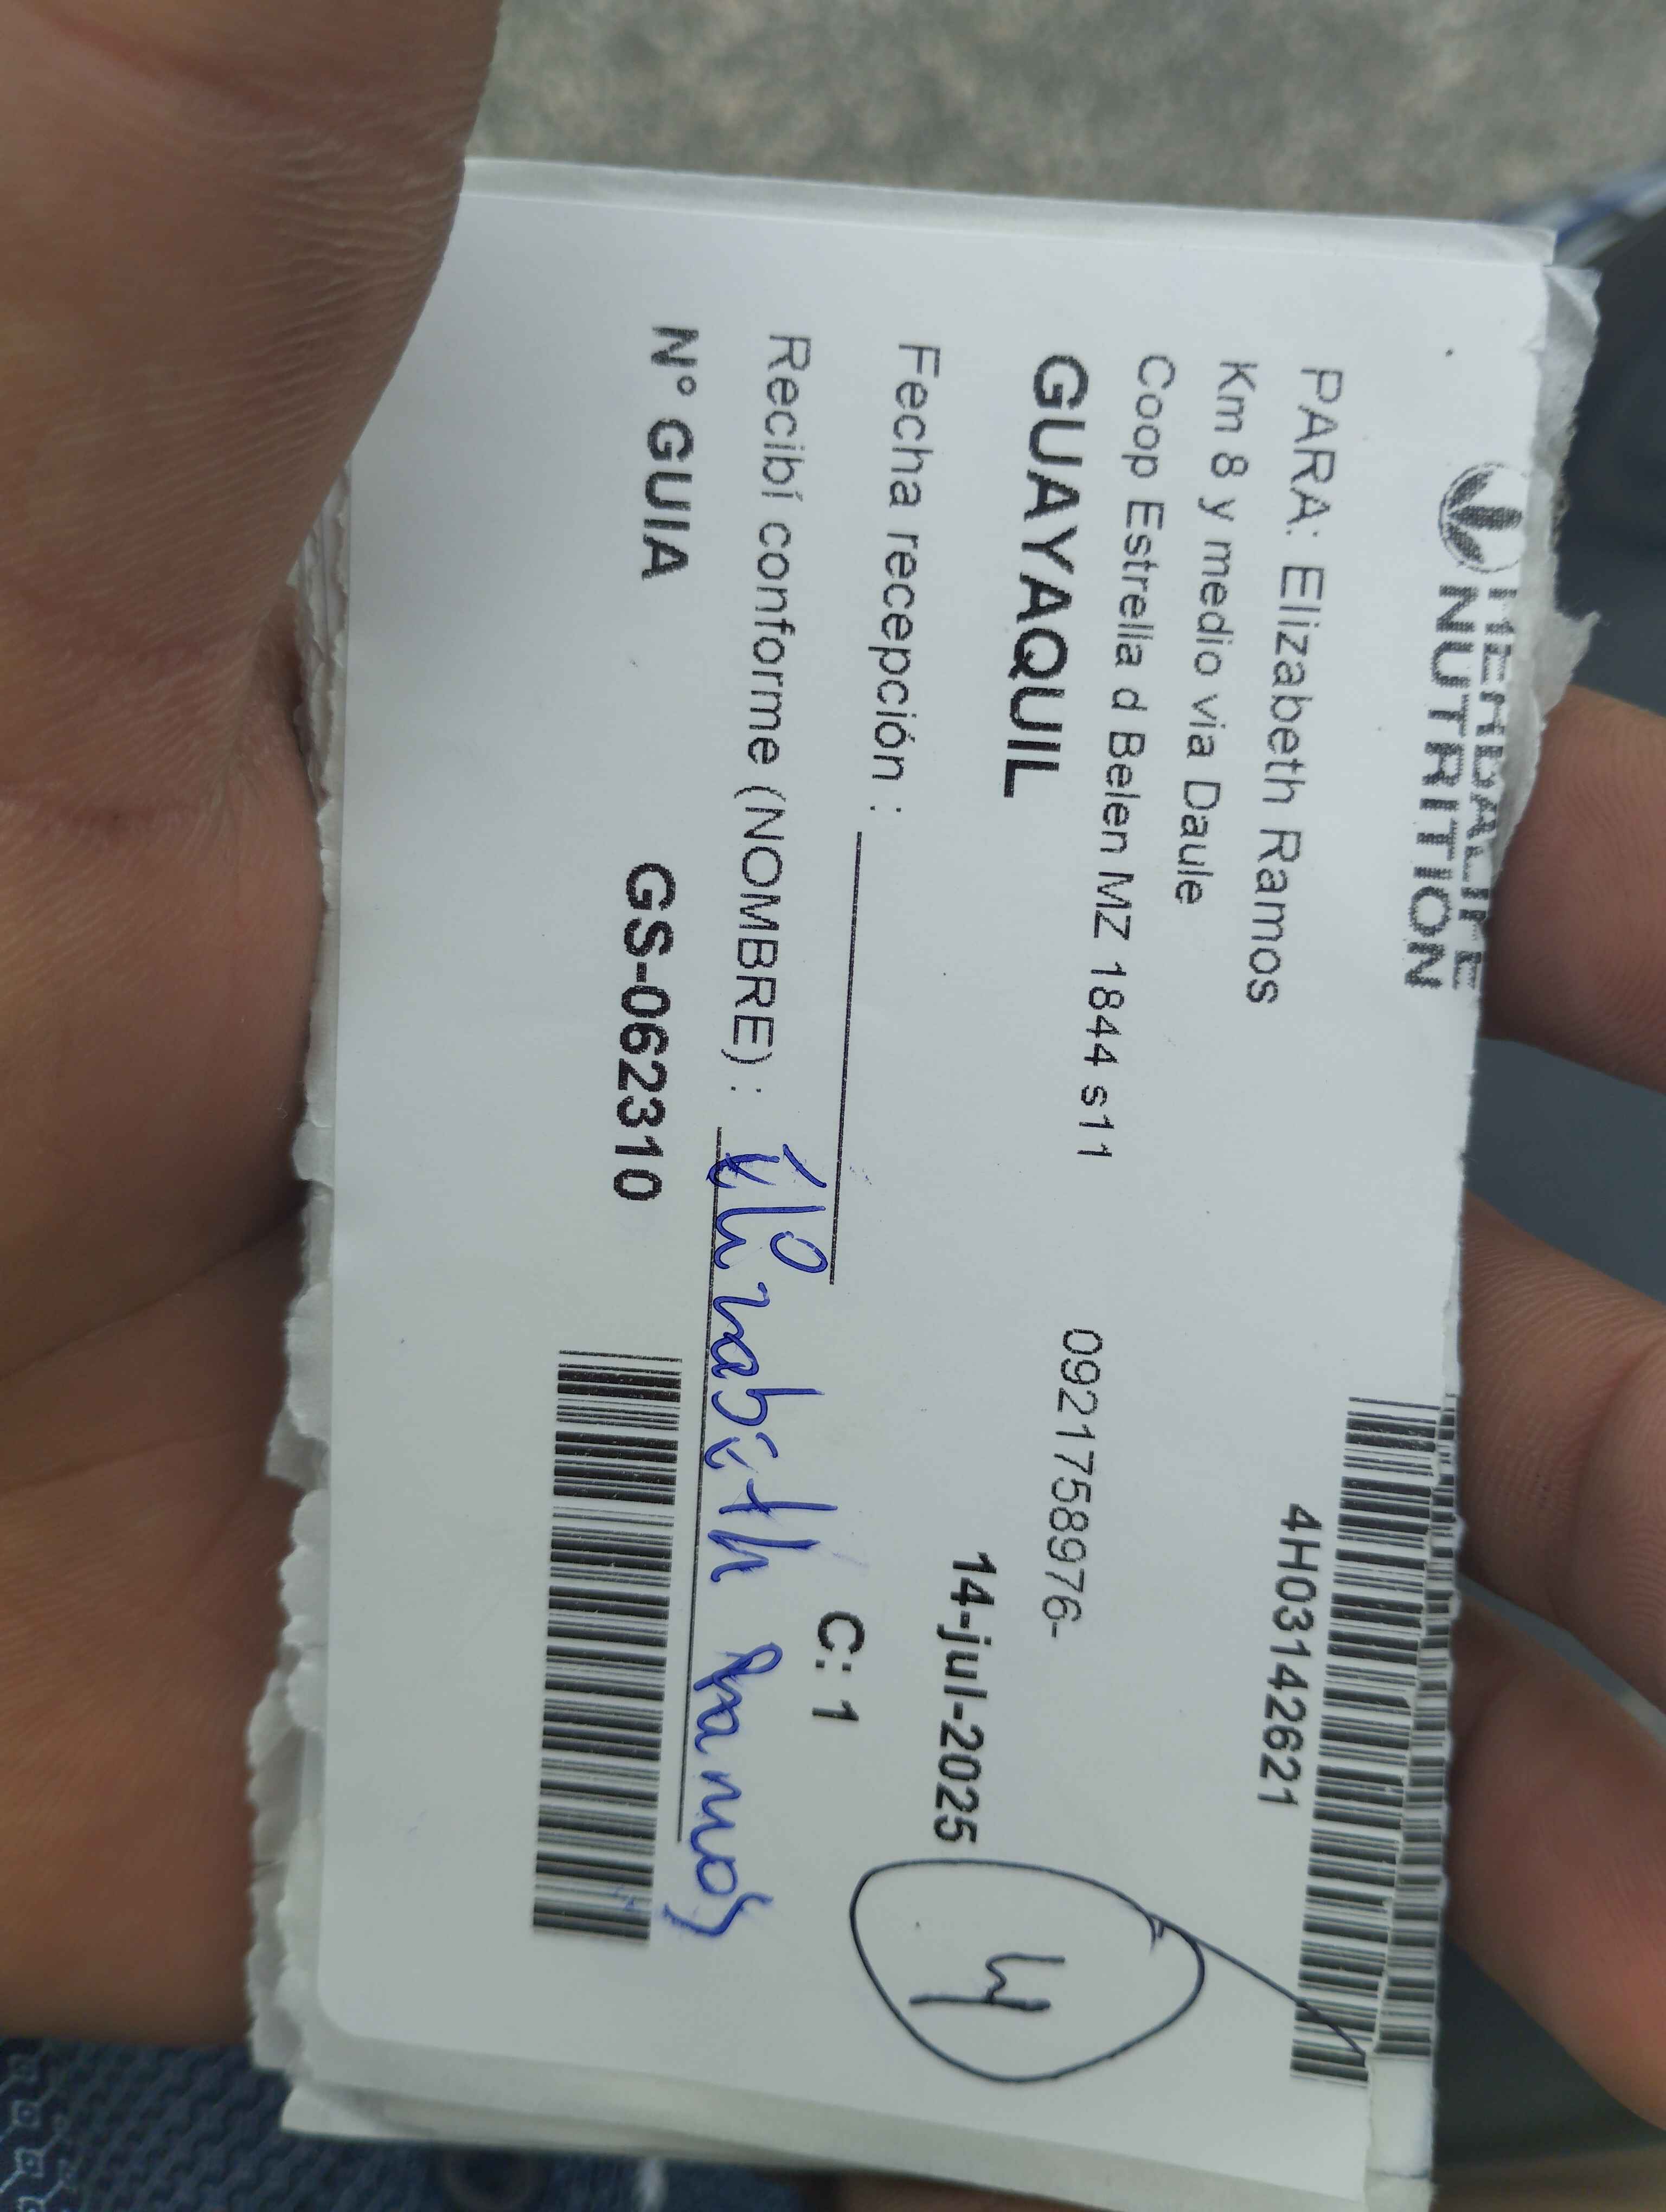 HERBALIFE
NUTRITION
4H03142621
PARA: Elizabeth Ramos
Km 8 y medio via Daule
Coop Estrella d Belen MZ 1844 s11
0921758976-
GUAYAQUIL
14-jul-2025
4
Fecha recepción :
C: 1
Recibí conforme (NOMBRE) : Elizabeth Ramos
N° GUIA GS-062310